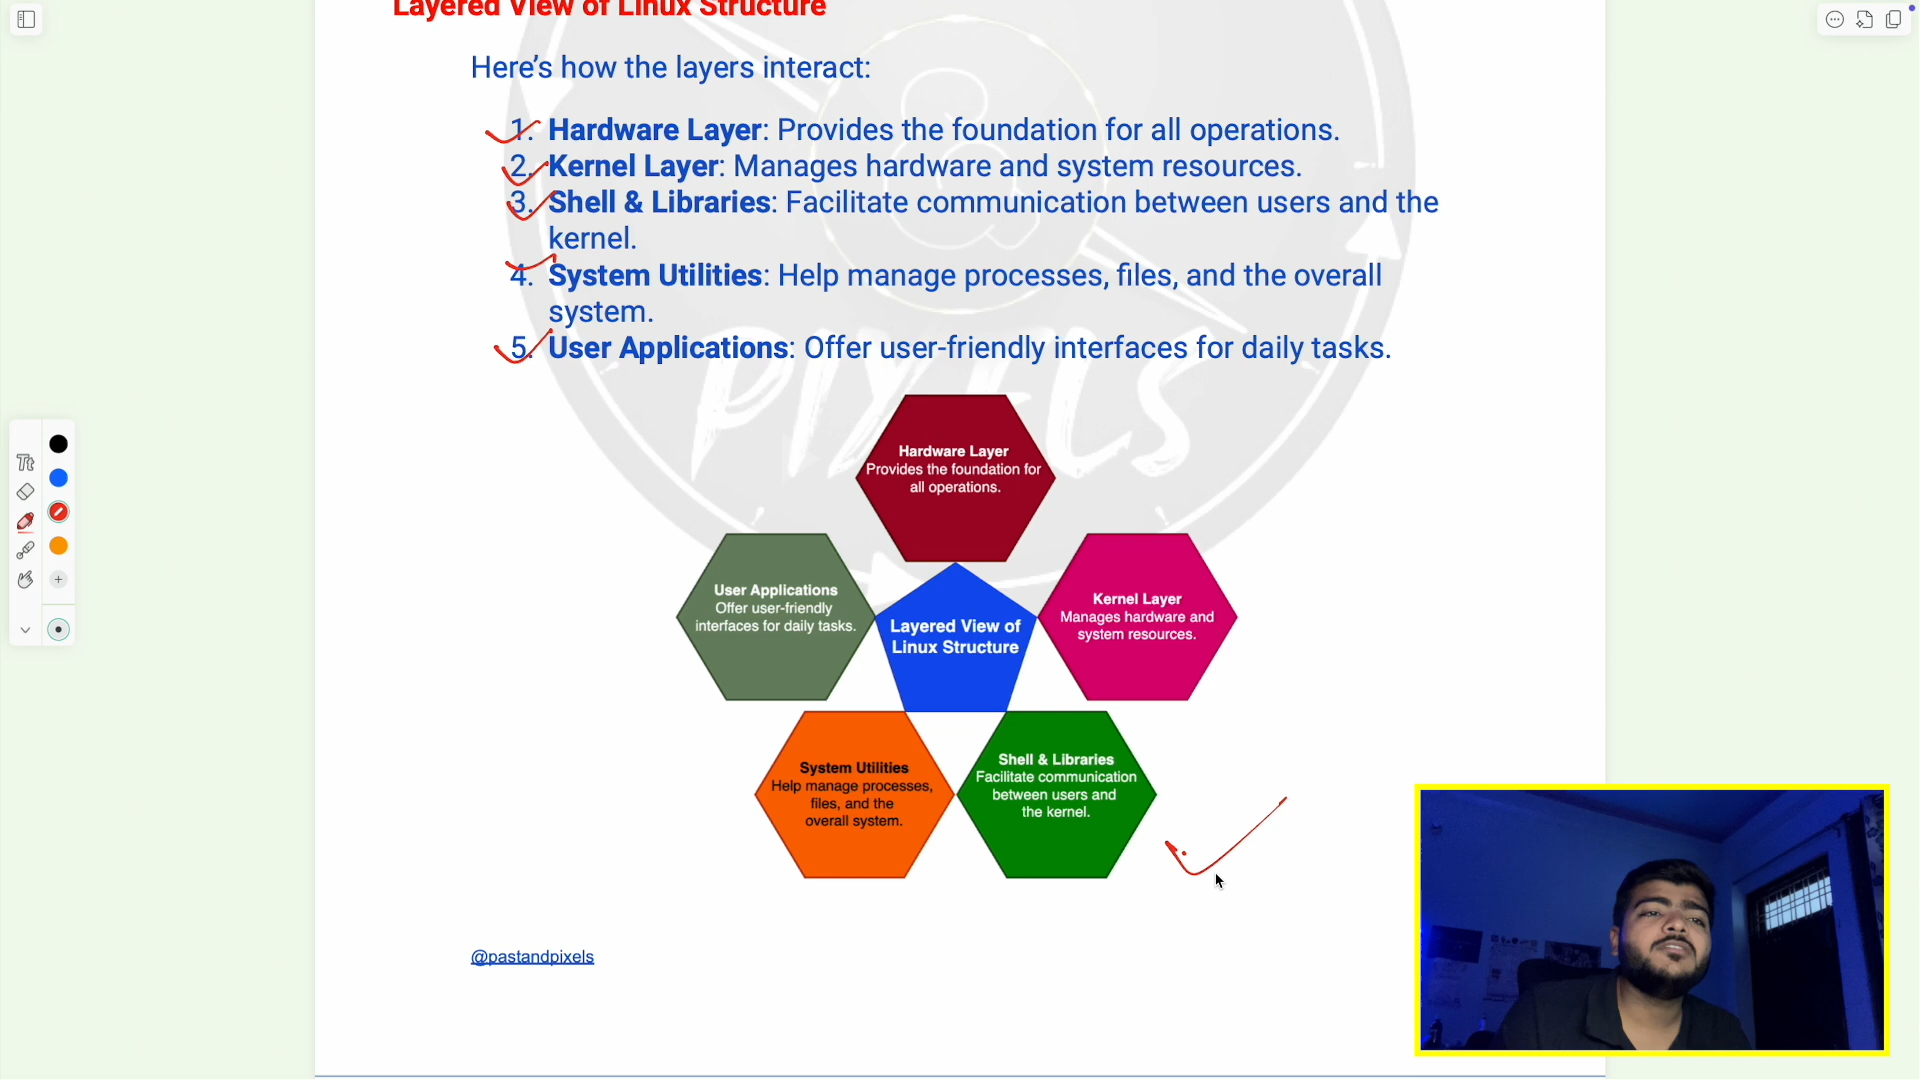 Layered View of Linux Structure
Here’s how the layers interact:
1. Hardware Layer: Provides the foundation for all operations.
2. Kernel Layer: Manages hardware and system resources.
3. Shell & Libraries: Facilitate communication between users and the
kernel.
4. System Utilities: Help manage processes, files, and the overall
system.
5. User Applications: Offer user-friendly interfaces for daily tasks.
PIXELS
Hardware Layer
Provides the foundation for
all operations.
User Applications
Offer user-friendly
interfaces for daily tasks.
Layered View of
Linux Structure
Kernel Layer
Manages hardware and
system resources.
System Utilities
Help manage processes,
files, and the
overall system.
Shell & Libraries
Facilitate communication
between users and
the kernel.
@pastandpixels
Tt